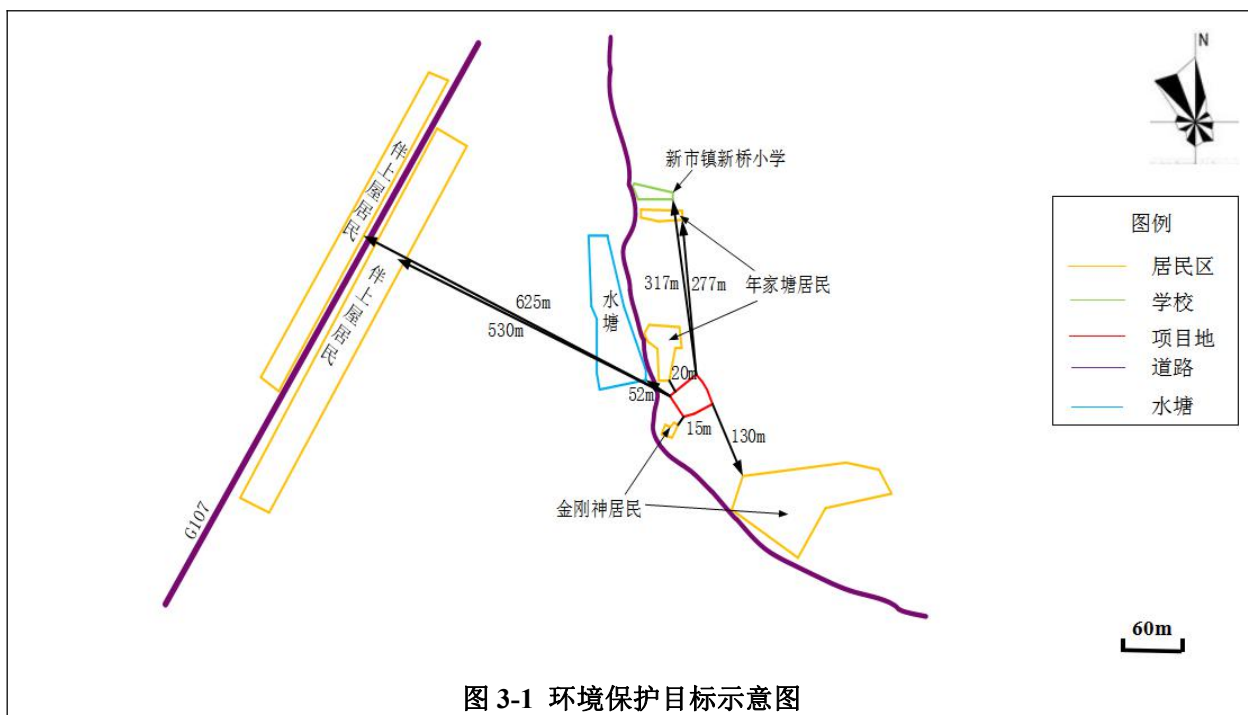 N
新市镇新桥小学
伴上屋居民
伴上屋居民
图例
居民区
学校
项目地
道路
水塘
317m
277m
年家塘居民
水塘
625m
530m
20m
52m
15m
130m
金刚神居民
G107
60m
图 3-1 环境保护目标示意图